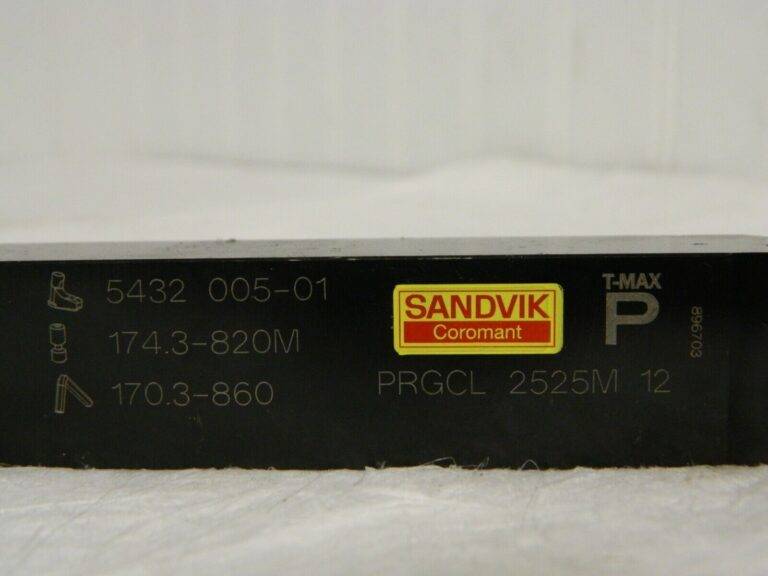 5432 005-01
174.3-820M
170.3-860
SANDVIK
Coromant
T-MAX
P
896703
PRGCL 2525M 12